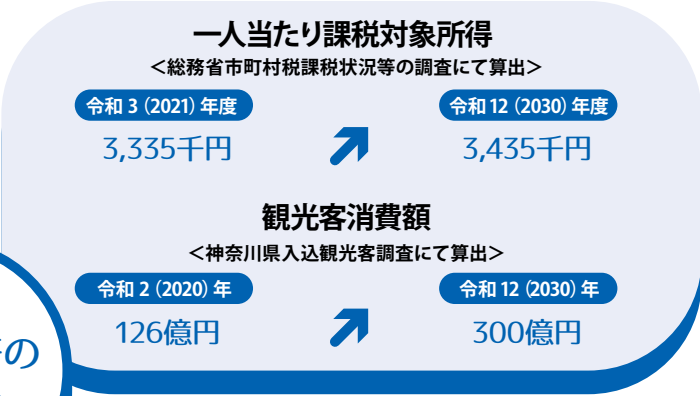 一人当たり課税対象所得
<総務省市町村税課税状況等の調査にて算出>
令和 3 (2021) 年度
令和 12 (2030) 年度
3,335千円
3,435千円
観光客消費額
<神奈川県入込観光客調査にて算出>
令和 2 (2020) 年
令和 12 (2030) 年
126億円
300億円
の